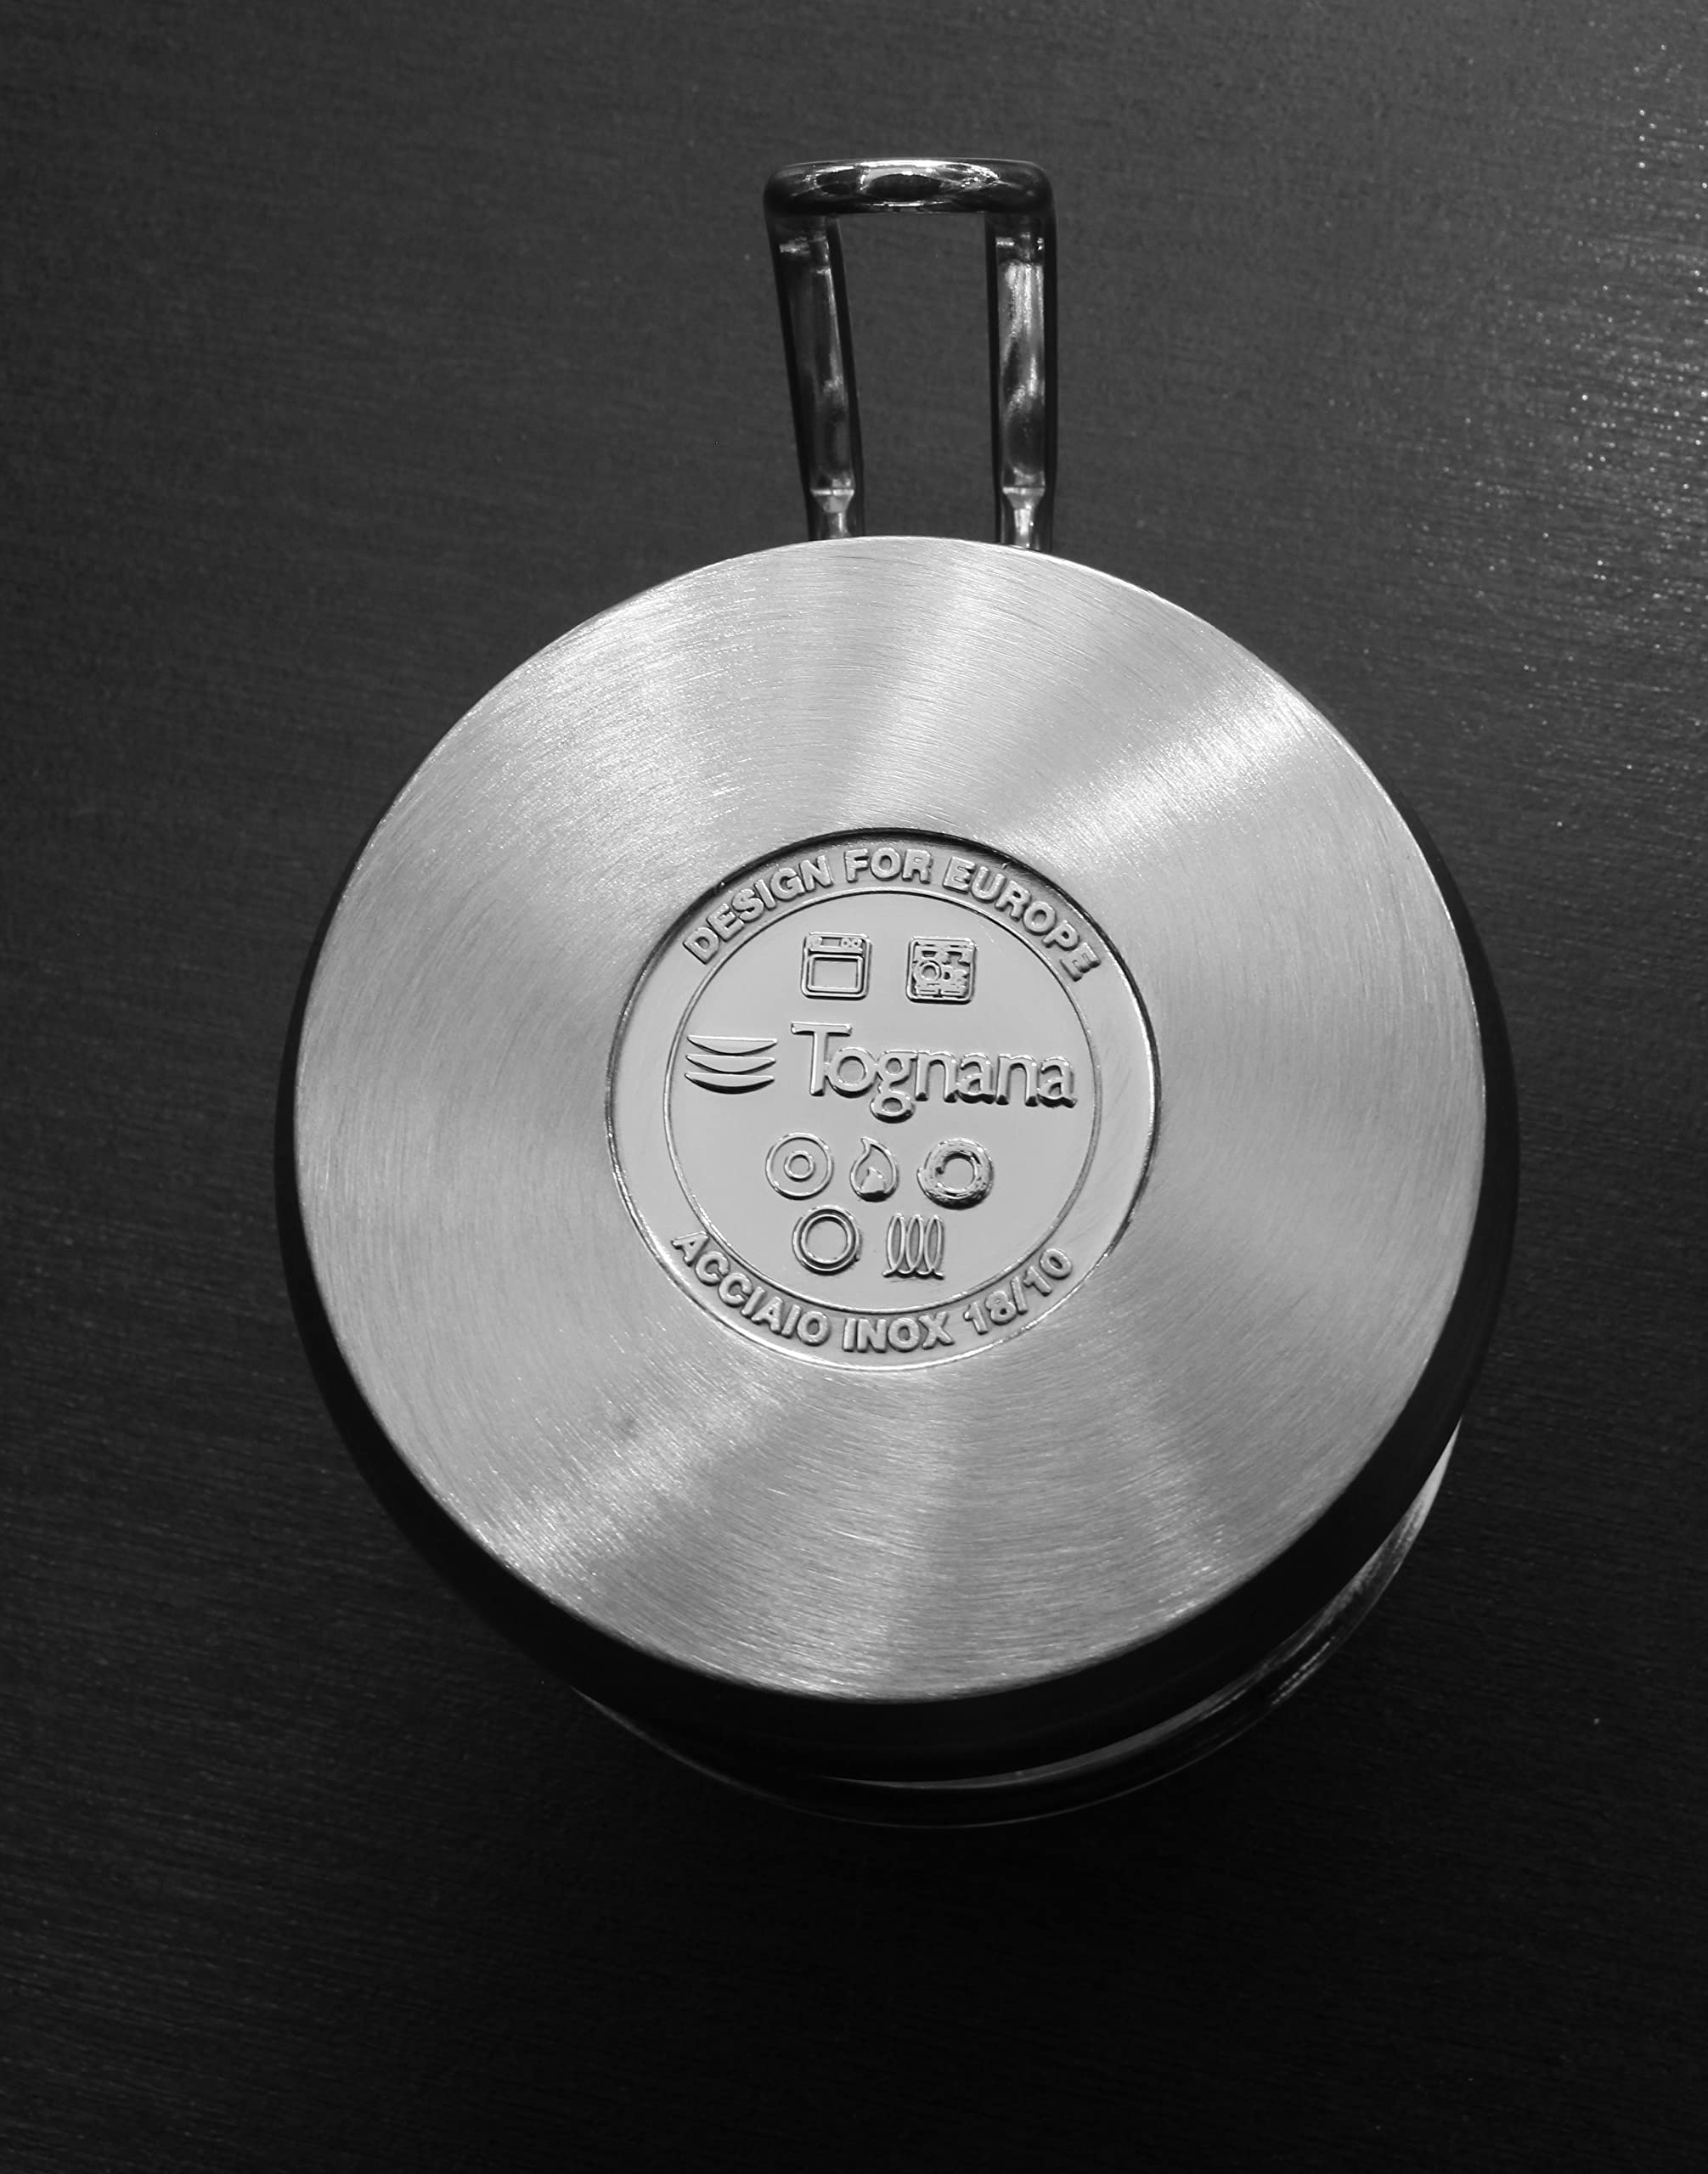 DESIGN FOR EUROPE
Tognana
ACCIAIO INOX 18/10